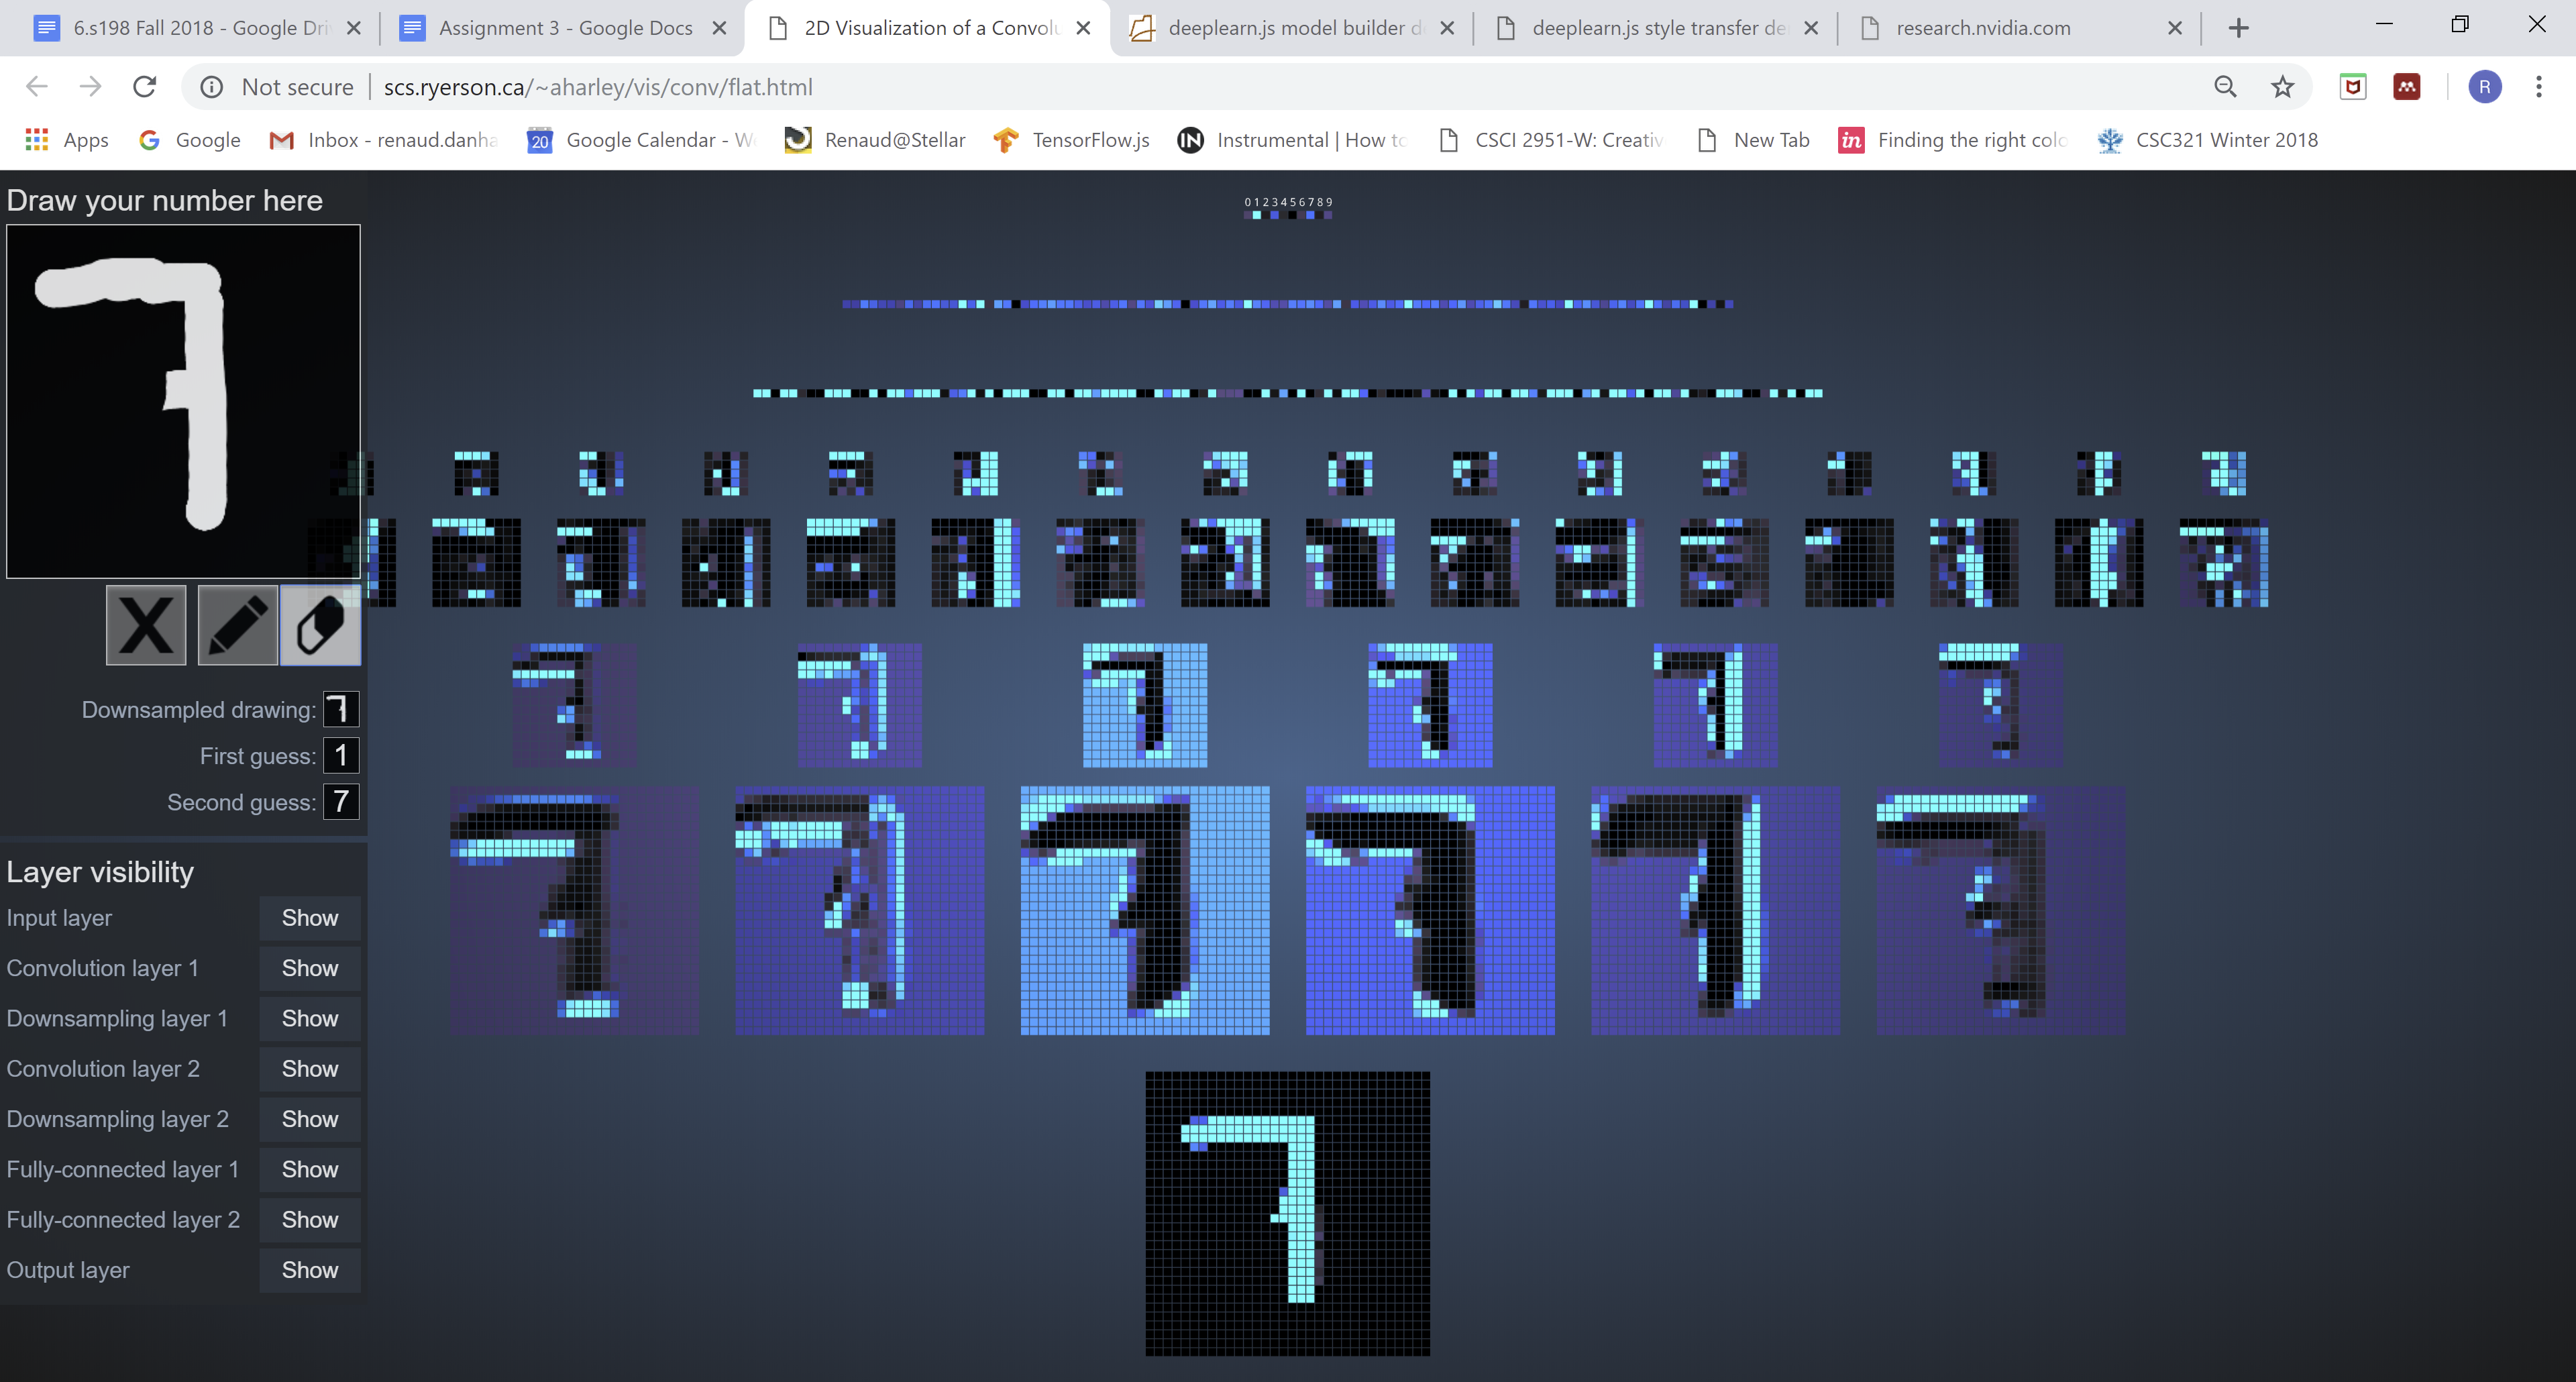 6.s198 Fall 2018 - Google Dri
Assignment 3 - Google Docs
2D Visualization of a Convolu
deeplearn.js model builder d
deeplearn.js style transfer de
research.nvidia.com
Not secure
scs.ryerson.ca/~aharley/vis/conv/flat.html
R
Apps
Google
Inbox - renaud.danha
20
Google Calendar - W
Renaud@Stellar
TensorFlow.js
IN
Instrumental | How to
CSCI 2951-W: Creativ
New Tab
in
Finding the right colo
CSC321 Winter 2018
Draw your number here
0123456789
7
X
Downsampled drawing: 7
First guess: 1
Second guess: 7
Layer visibility
Input layer Show
Convolution layer 1 Show
Downsampling layer 1 Show
Convolution layer 2 Show
Downsampling layer 2 Show
Fully-connected layer 1 Show
Fully-connected layer 2 Show
Output layer Show